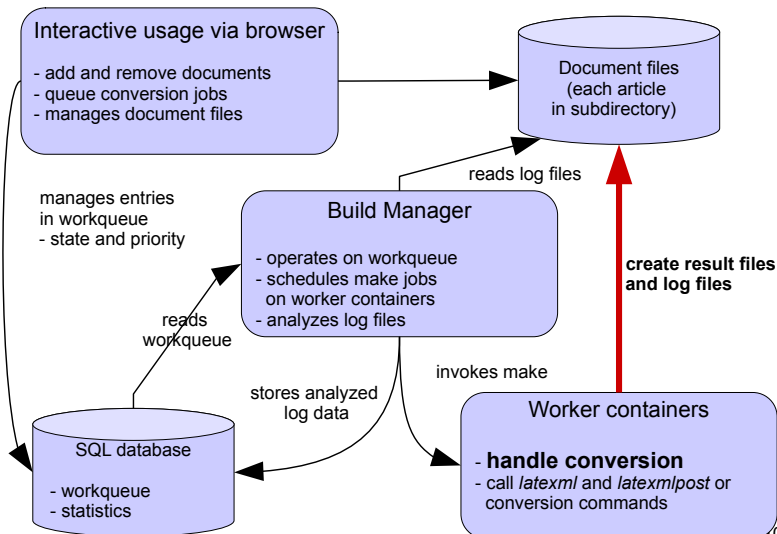 Interactive usage via browser
- add and remove documents
- queue conversion jobs
- manages document files
Document files
(each article
in subdirectory)
reads log files
manages entries
in workqueue
- state and priority
Build Manager
- operates on workqueue
- schedules make jobs
on worker containers
- analyzes log files
create result files
and log files
reads
workqueue
stores analyzed
log data
invokes make
SQL database
- workqueue
- statistics
Worker containers
- handle conversion
- call latexml and latexmlpost or
conversion commands